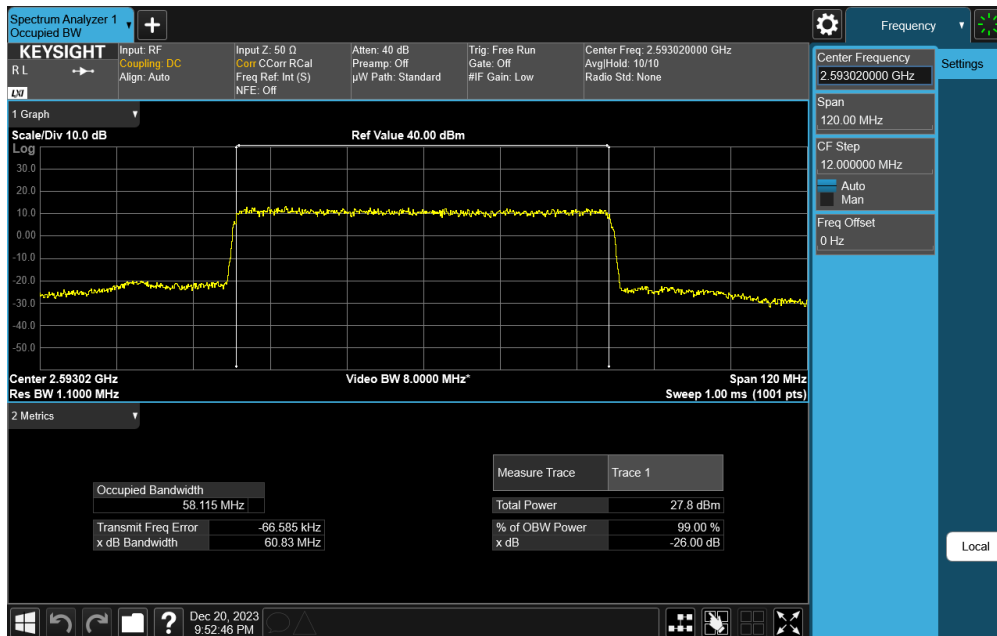 Spectrum Analyzer 1
Occupied BW
+
Frequency
KEYSIGHT
R L
LXI
Input: RF
Coupling: DC
Align: Auto
Input Z: 50 Ω
Corr CCorr RCal
Freq Ref: Int (S)
NFE: Off
Atten: 40 dB
Preamp: Off
µW Path: Standard
Trig: Free Run
Gate: Off
#IF Gain: Low
Center Freq: 2.593020000 GHz
Avg|Hold: 10/10
Radio Std: None
Center Frequency
2.593020000 GHz
Settings
Span
120.00 MHz
CF Step
12.000000 MHz
Auto
Man
Freq Offset
0 Hz
1 Graph
Scale/Div 10.0 dB
Ref Value 40.00 dBm
Log
30.0
20.0
10.0
0.00
-10.0
-20.0
-30.0
-40.0
-50.0
Center 2.59302 GHz
Video BW 8.0000 MHz*
Span 120 MHz
Res BW 1.1000 MHz
Sweep 1.00 ms (1001 pts)
2 Metrics
Measure Trace Trace 1
Occupied Bandwidth
58.115 MHz
Total Power 27.8 dBm
Transmit Freq Error -66.585 kHz
% of OBW Power 99.00 %
x dB Bandwidth 60.83 MHz
x dB -26.00 dB
Local
?
Dec 20, 2023
9:52:46 PM